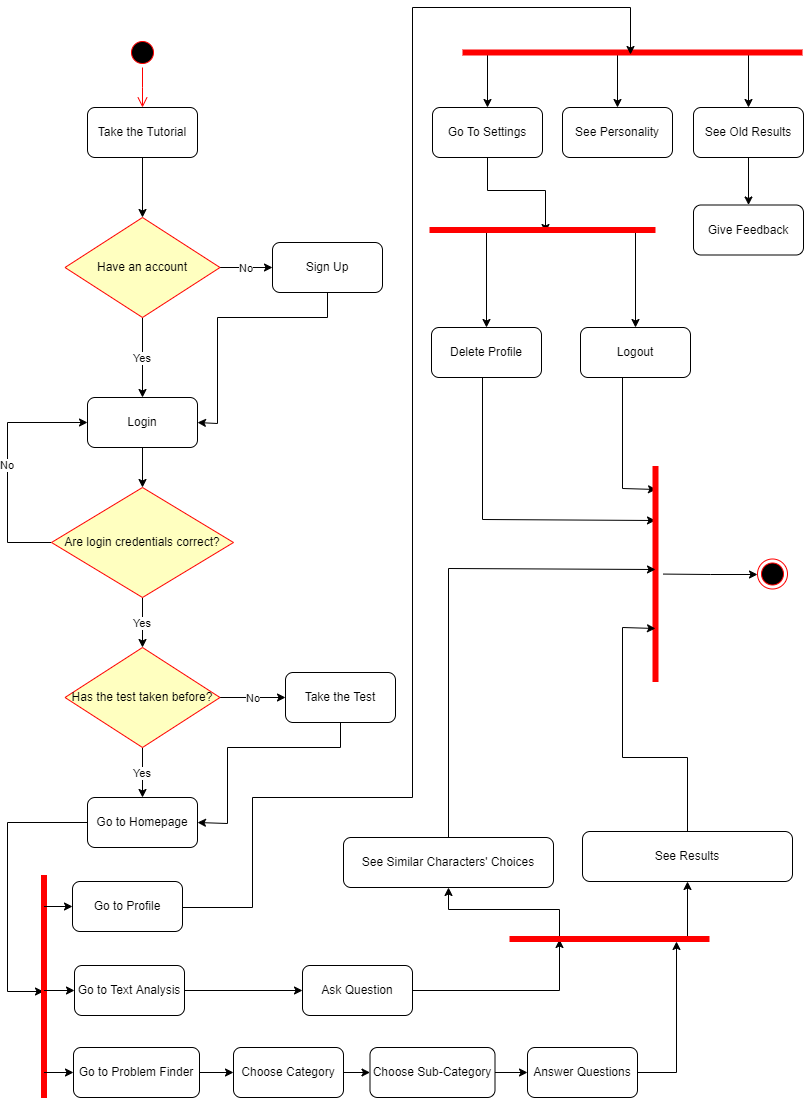 Take the Tutorial
Go To Settings
See Personality
See Old Results
Give Feedback
Have an account
No
Sign Up
Yes
Delete Profile
Logout
Login
No
Are login credentials correct?
Yes
Has the test taken before?
No
Take the Test
Yes
Go to Homepage
See Similar Characters' Choices
See Results
Go to Profile
Go to Text Analysis
Ask Question
Go to Problem Finder
Choose Category
Choose Sub-Category
Answer Questions